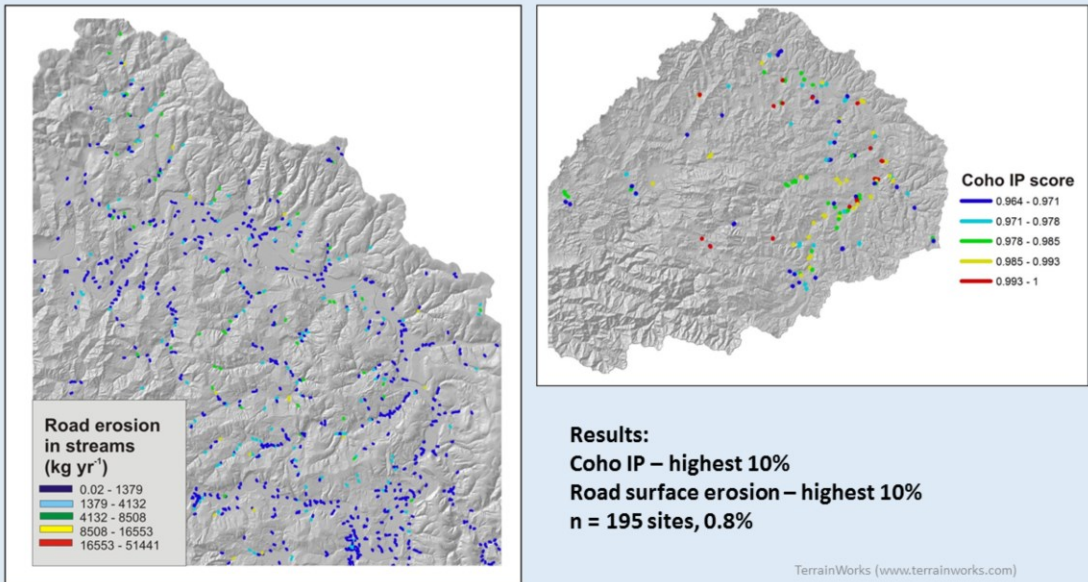 Road erosion
in streams
(kg yr⁻¹)
0.02 - 1379
1379 - 4132
4132 - 8508
8508 - 16553
16553 - 51441
Coho IP score
0.964 - 0.971
0.971 - 0.978
0.978 - 0.985
0.985 - 0.993
0.993 - 1
Results:
Coho IP – highest 10%
Road surface erosion – highest 10%
n = 195 sites, 0.8%
TerrainWorks (www.terrainworks.com)